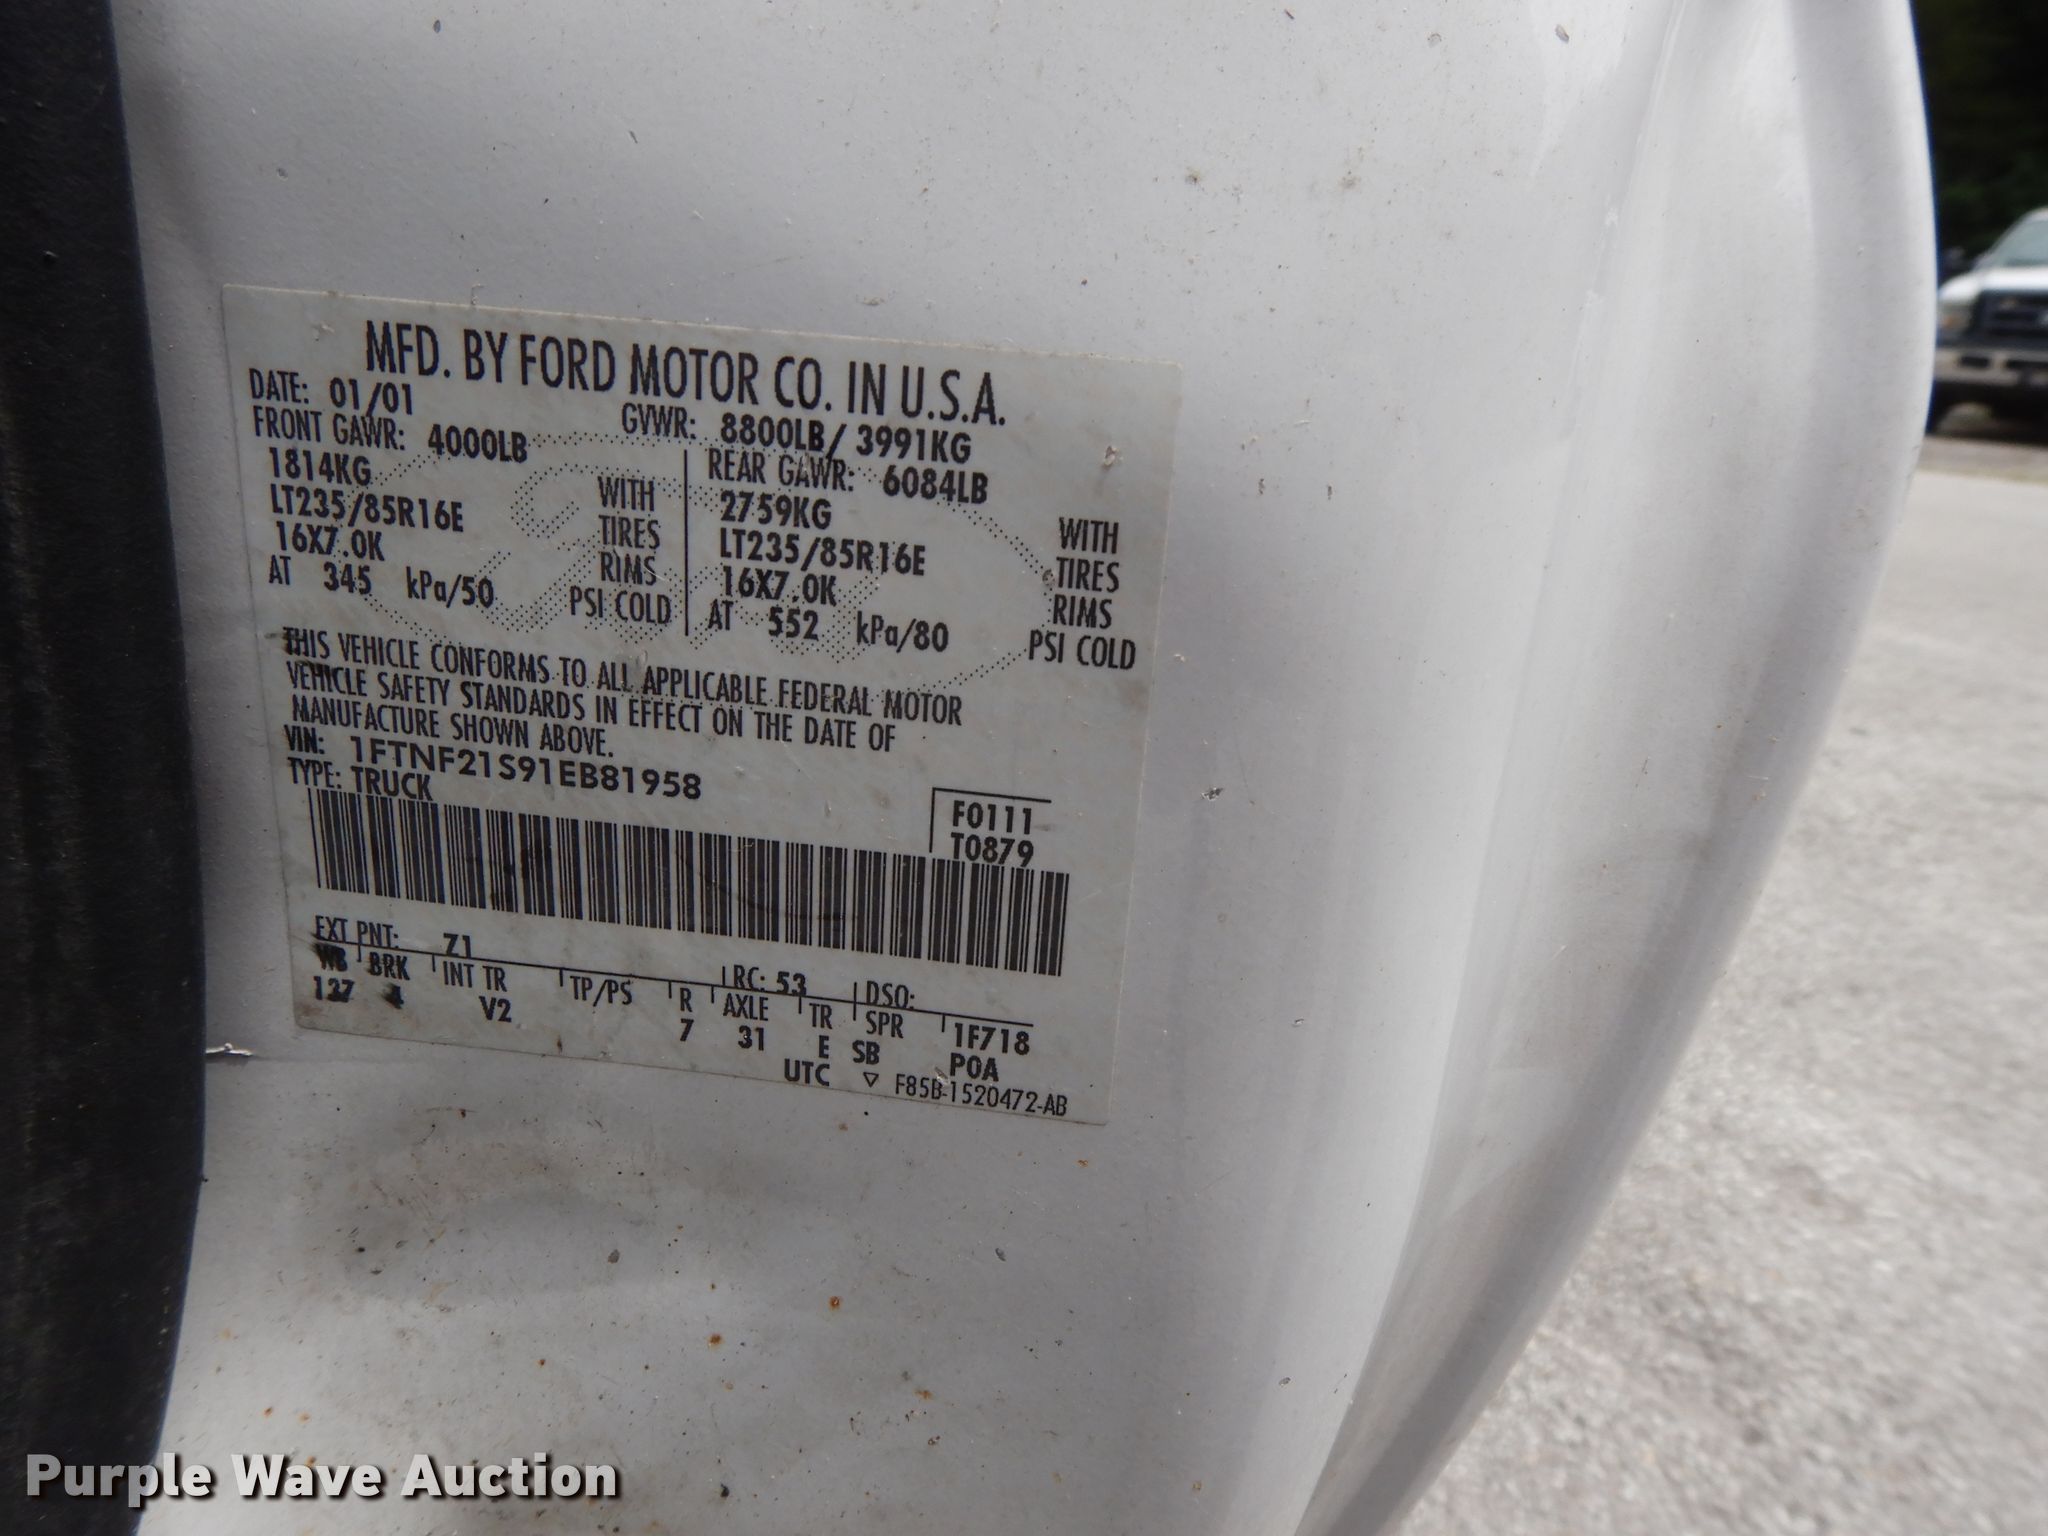 MFD. BY FORD MOTOR CO. IN U.S.A.
DATE: 01/01 GVWR: 8800LB/ 3991KG
FRONT GAWR: 4000LB REAR GAWR: 6084LB
1814KG WITH 2759KG WITH
LT235/85R16E TIRES LT235/85R16E TIRES
16X7.0K RIMS 16X7.0K RIMS
AT 345 kPa/50 PSI COLD AT 552 kPa/80 PSI COLD
THIS VEHICLE CONFORMS TO ALL APPLICABLE FEDERAL MOTOR
VEHICLE SAFETY STANDARDS IN EFFECT ON THE DATE OF
MANUFACTURE SHOWN ABOVE.
VIN: 1FTNF21S91EB81958
TYPE: TRUCK
F0111
T0879
EXT PNT: Z1 RC: 53 DSO:
WB BRK INT TR TP/PS R AXLE TR SPR 1F718
137 4 V2 7 31 E SB P0A
UTC ▽ F85B-1520472-AB
Purple Wave Auction